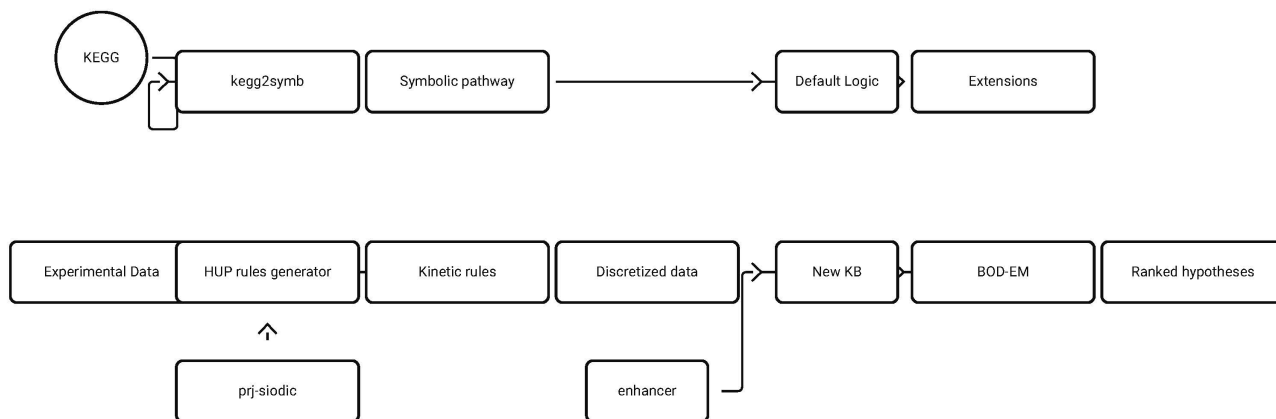 KEGG
kegg2symb
Symbolic pathway
Default Logic
Extensions
Experimental Data
HUP rules generator
Kinetic rules
Discretized data
New KB
BOD-EM
Ranked hypotheses
prj-siodic
enhancer